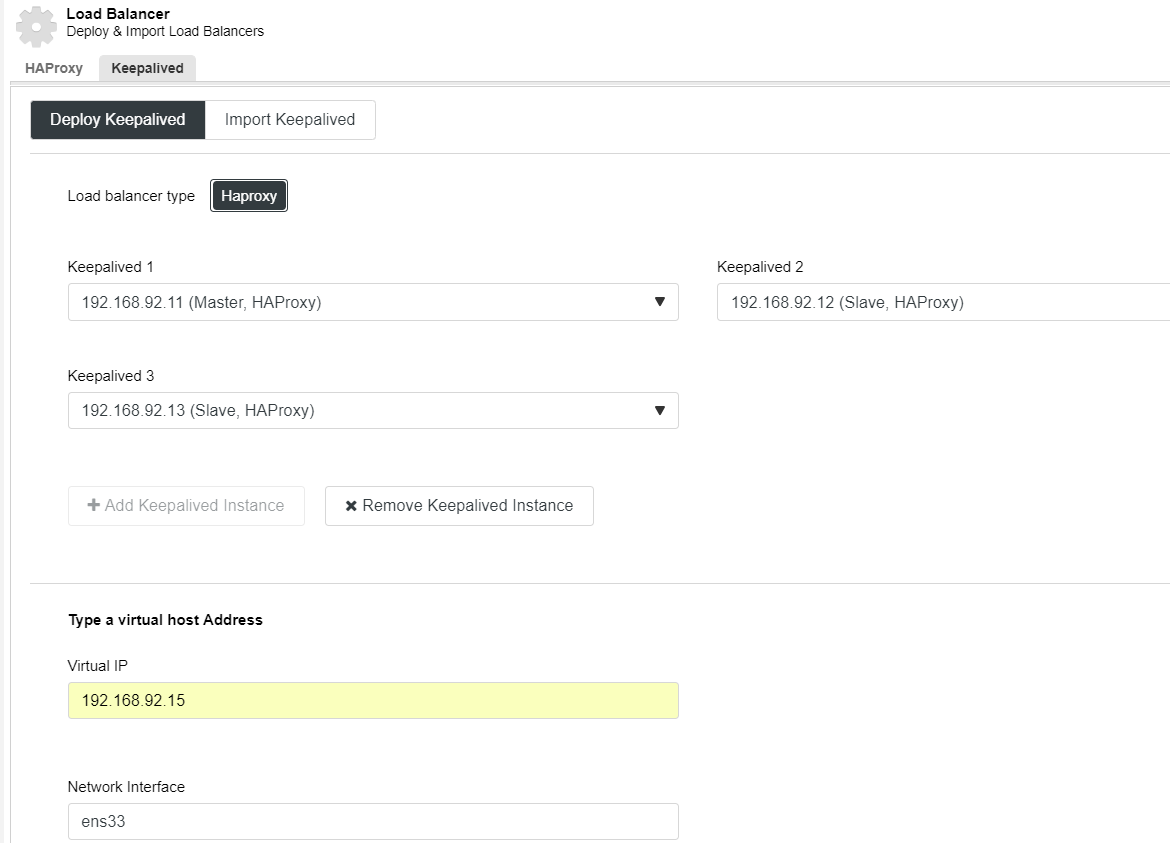 Load Balancer
Deploy & Import Load Balancers
HAProxy Keepalived
Deploy Keepalived Import Keepalived
Load balancer type Haproxy
Keepalived 1 Keepalived 2
192.168.92.11 (Master, HAProxy) 192.168.92.12 (Slave, HAProxy)
Keepalived 3
192.168.92.13 (Slave, HAProxy)
Add Keepalived Instance Remove Keepalived Instance
Type a virtual host Address
Virtual IP
192.168.92.15
Network Interface
ens33